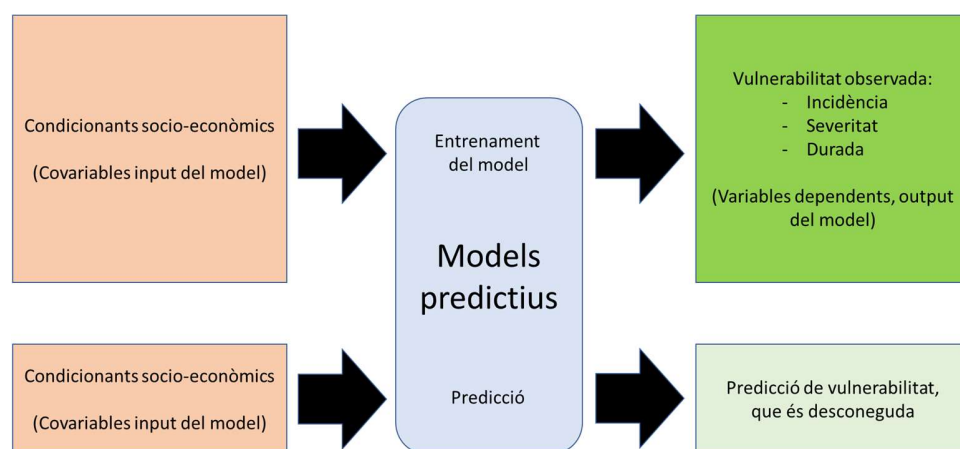 Condicionants socio-econòmics
(Covariables input del model)
Entrenament
del model
Vulnerabilitat observada:
- Incidència
- Severitat
- Durada
(Variables dependents, output
del model)
Models
predictius
Condicionants socio-econòmics
(Covariables input del model)
Predicció
Predicció de vulnerabilitat,
que és desconeguda